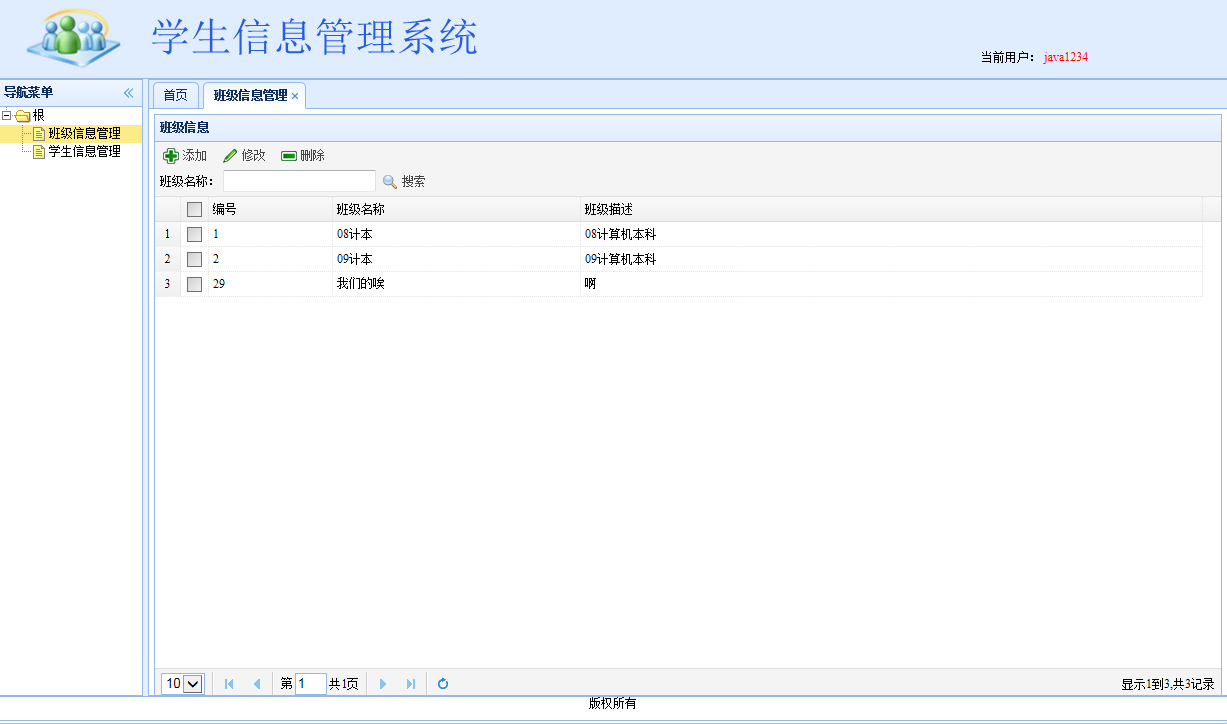 学生信息管理系统
当前用户： java1234
导航菜单
根
班级信息管理
学生信息管理
首页 班级信息管理
班级信息
添加 修改 删除
班级名称： 搜索
编号 班级名称 班级描述
1 1 08计本 08计算机本科
2 2 09计本 09计算机本科
3 29 我们的唉 啊
10 第 1 共1页 显示1到3,共3记录
版权所有